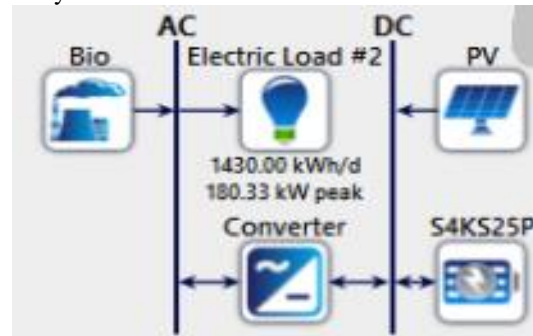 AC
DC
Bio
Electric Load #2
PV
1430.00 kWh/d
180.33 kW peak
Converter
S4KS25P